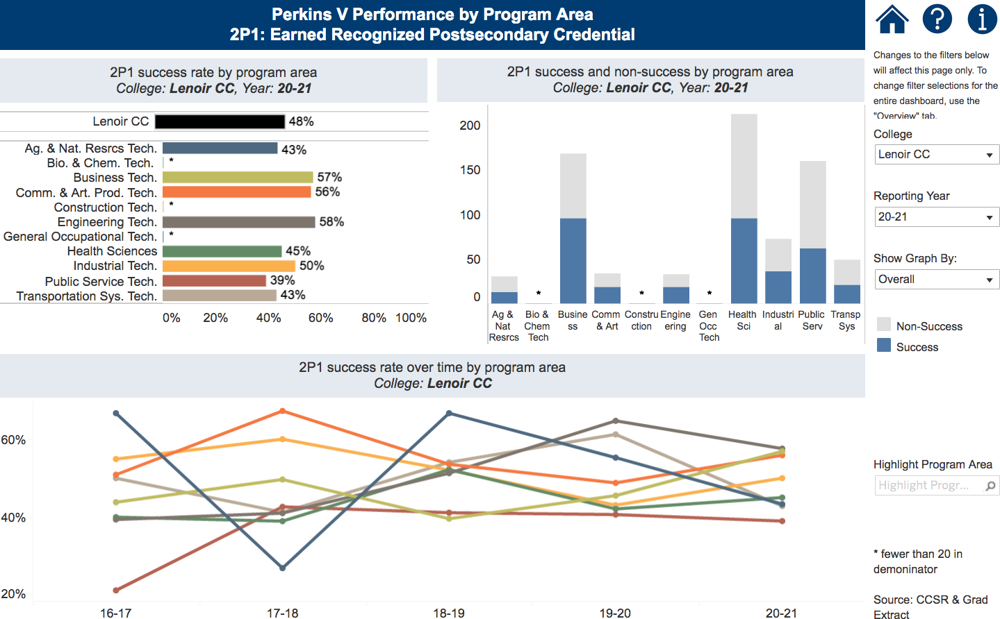 Perkins V Performance by Program Area
2P1: Earned Recognized Postsecondary Credential
2P1 success rate by program area
College: Lenoir CC, Year: 20-21
Lenoir CC 48%
Ag. & Nat. Resrcs Tech. 43%
Bio. & Chem. Tech. *
Business Tech. 57%
Comm. & Art. Prod. Tech. 56%
Construction Tech. *
Engineering Tech. 58%
General Occupational Tech. *
Health Sciences 45%
Industrial Tech. 50%
Public Service Tech. 39%
Transportation Sys. Tech. 43%
0% 20% 40% 60% 80% 100%
2P1 success and non-success by program area
College: Lenoir CC, Year: 20-21
200
150
100
50
0
* * *
Ag & Bio & Busine Comm Constru Engine Gen Health Industri Public Transp
Nat Chem ss & Art ction ering Occ Sci al Serv Sys
Resrcs Tech Tech
2P1 success rate over time by program area
College: Lenoir CC
60%
40%
20%
16-17 17-18 18-19 19-20 20-21
Changes to the filters below
will affect this page only. To
change filter selections for the
entire dashboard, use the
"Overview" tab.
College
Lenoir CC
Reporting Year
20-21
Show Graph By:
Overall
Non-Success
Success
Highlight Program Area
Highlight Progr...
* fewer than 20 in
demoninator
Source: CCSR & Grad
Extract